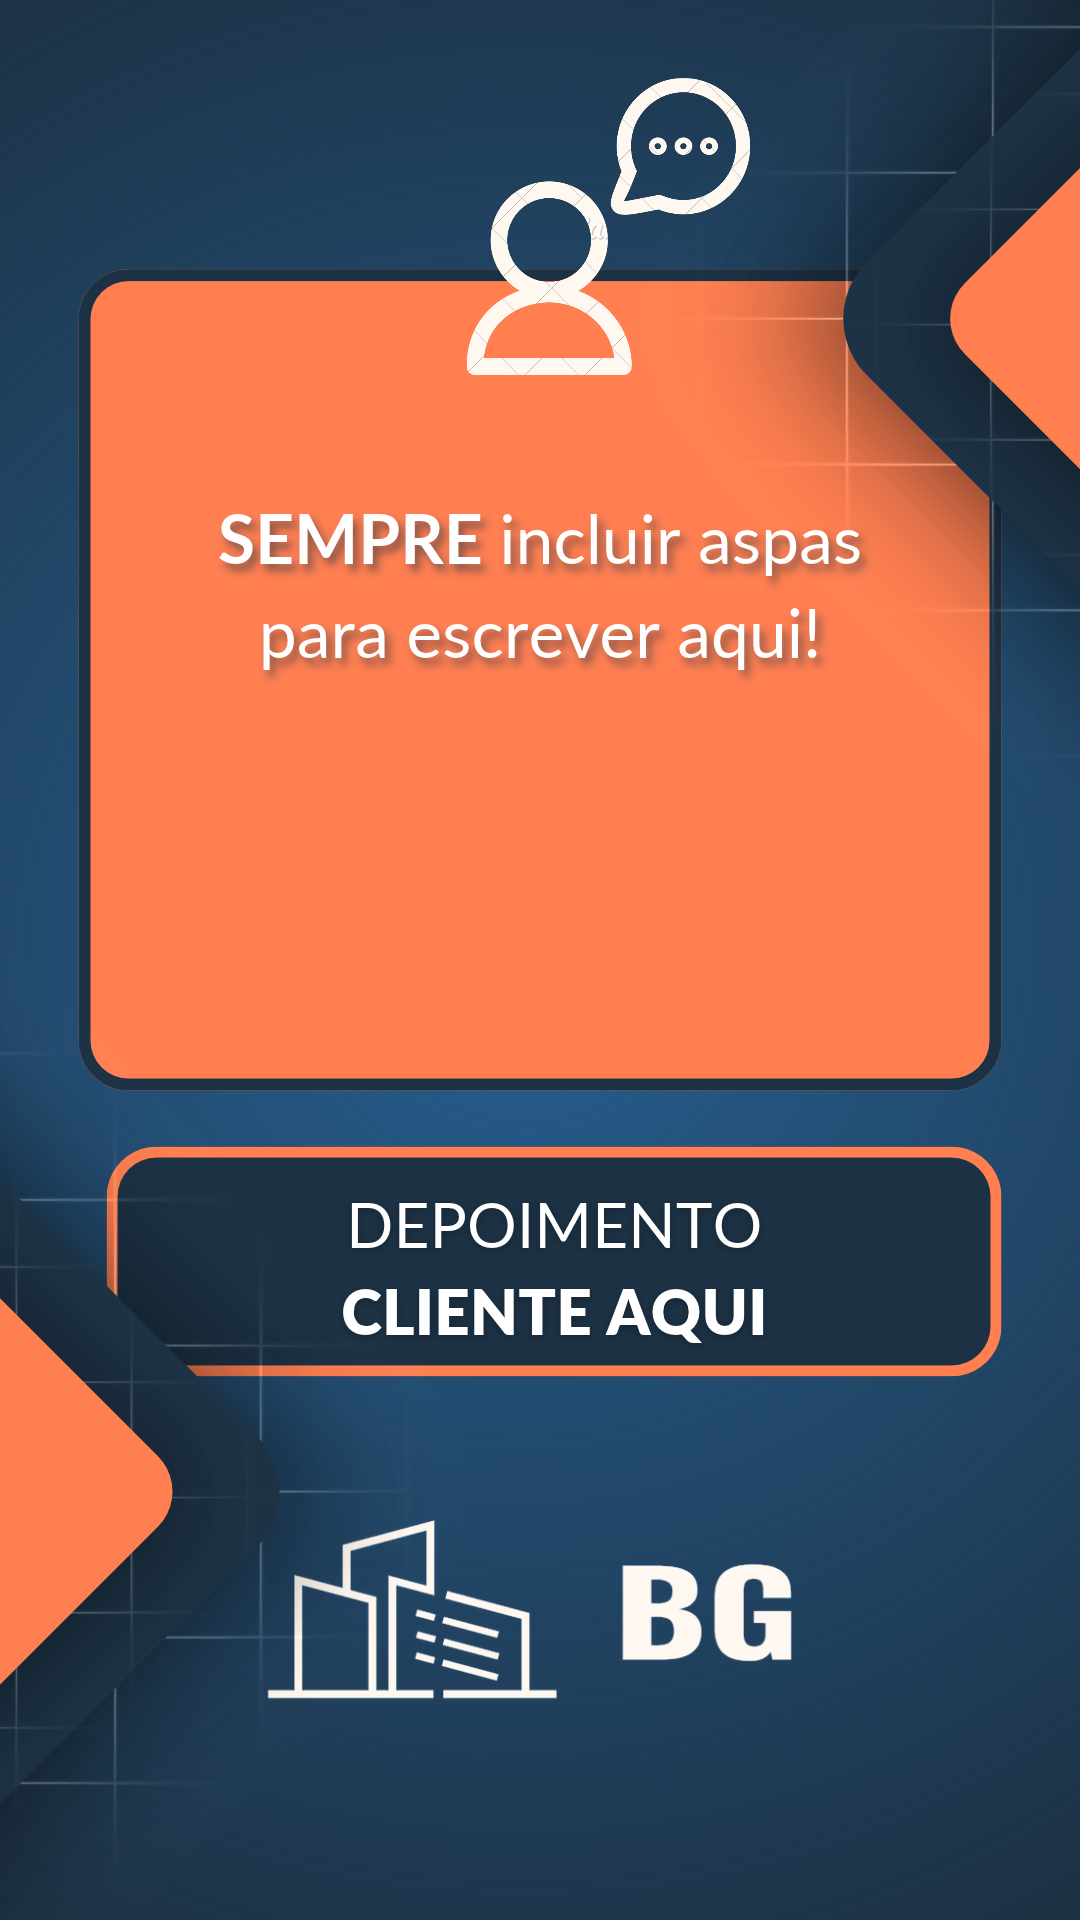 SEMPRE incluir aspas
para escrever aqui!
DEPOIMENTO
CLIENTE AQUI
BG